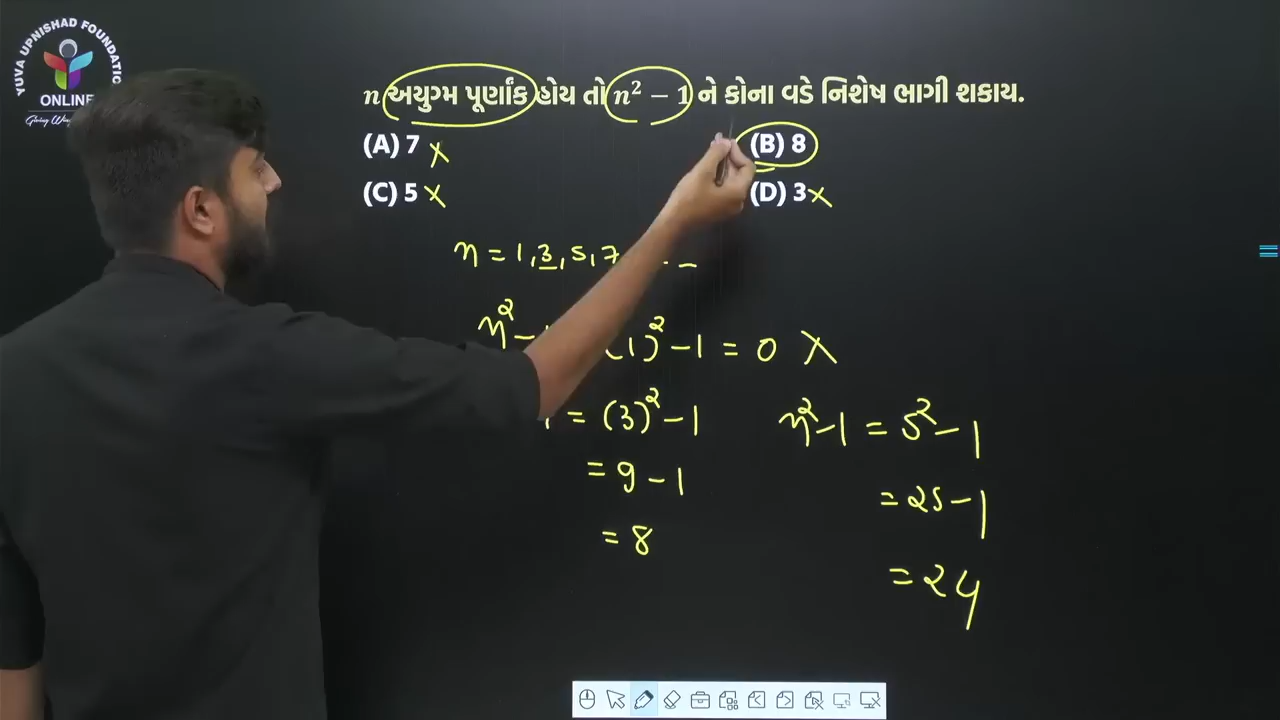 YUVA UPNISHAD FOUNDATIO
ONLINE
n અયુગ્મ પૂર્ણાંક હોય તો n² − 1 ને કોના વડે નિશેષ ભાગી શકાય.
(A) 7 X
(B) 8
(C) 5 X
(D) 3 X
n = 1, 3, 5, 7
(1)² − 1 = 0 X
= (3)² − 1
= 9 − 1
= 8
n² − 1 = 5² − 1
= 25 − 1
= 24